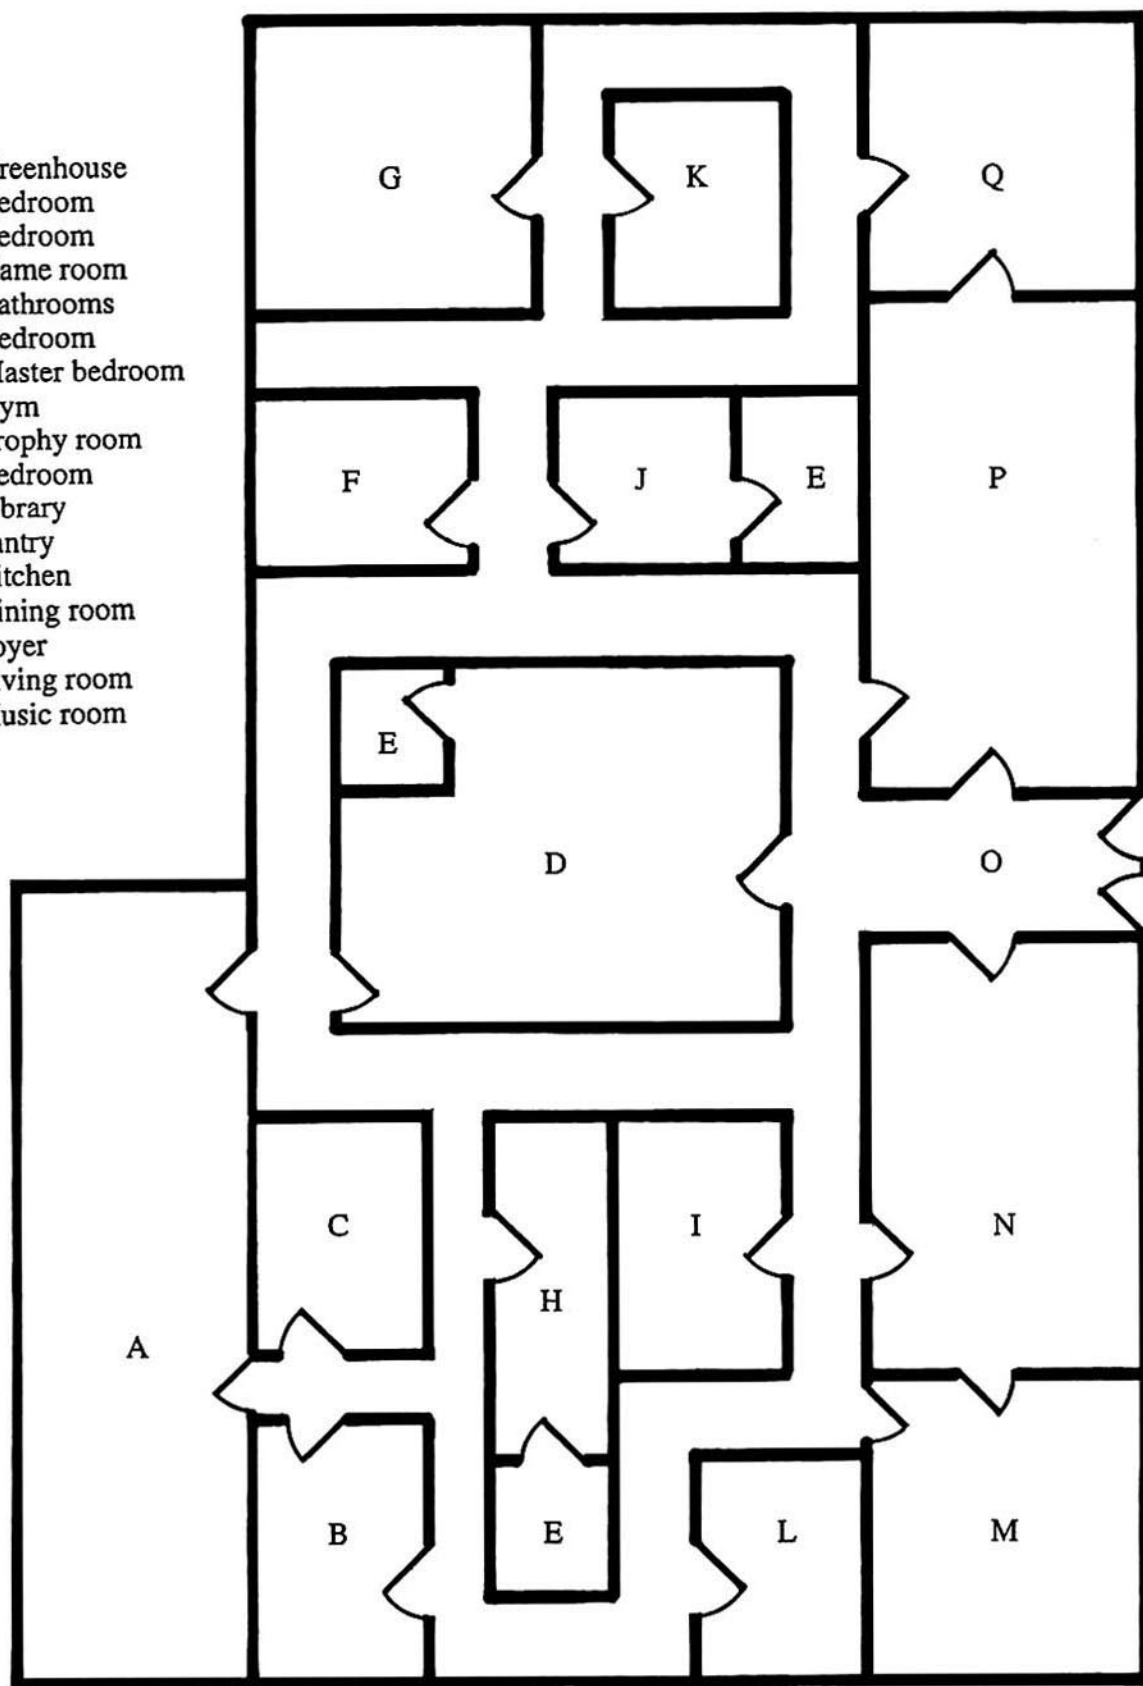 reenhouse
edroom
edroom
ame room
athrooms
edroom
aster bedroom
ym
rophy room
edroom
brary
antry
itchen
ining room
oyer
ving room
usic room
G K Q
F J E P
E
D O
C I N
H
A
B E L M